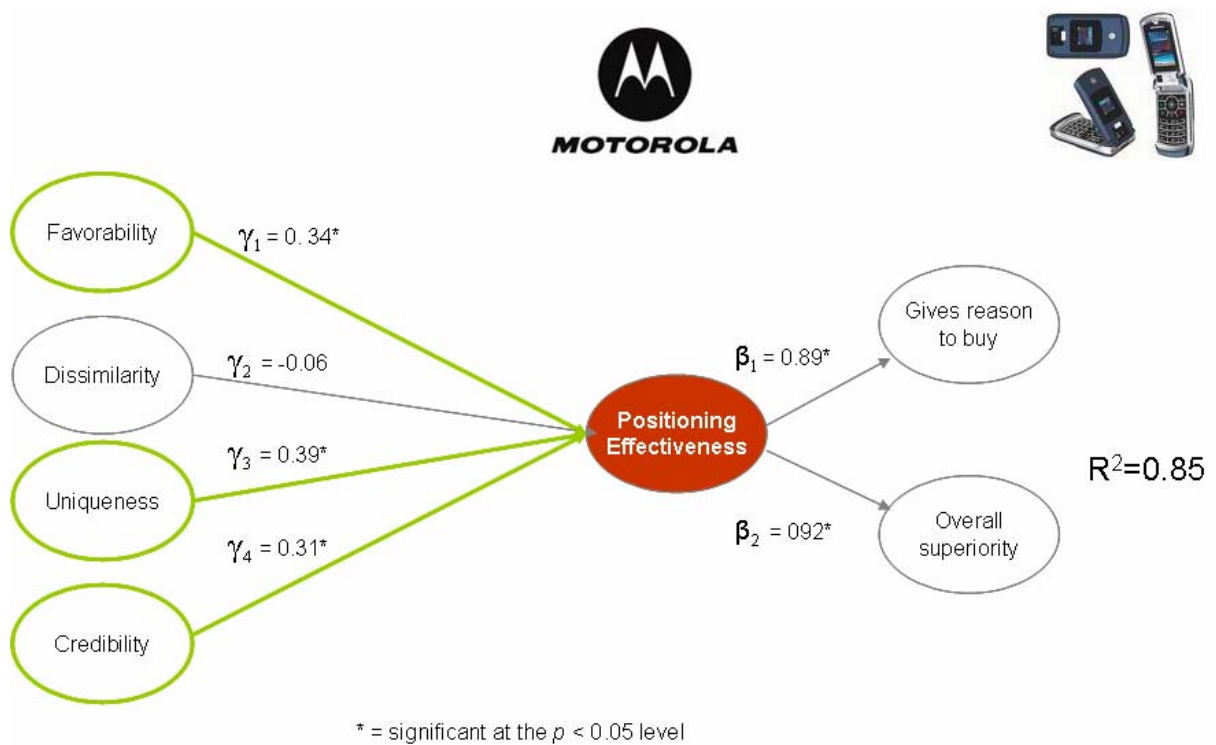 MOTOROLA
Favorability
γ1 = 0. 34*
Dissimilarity
γ2 = -0.06
Uniqueness
γ3 = 0.39*
γ4 = 0.31*
Credibility
Positioning
Effectiveness
β1 = 0.89*
β2 = 092*
Gives reason
to buy
Overall
superiority
R²=0.85
* = significant at the p < 0.05 level